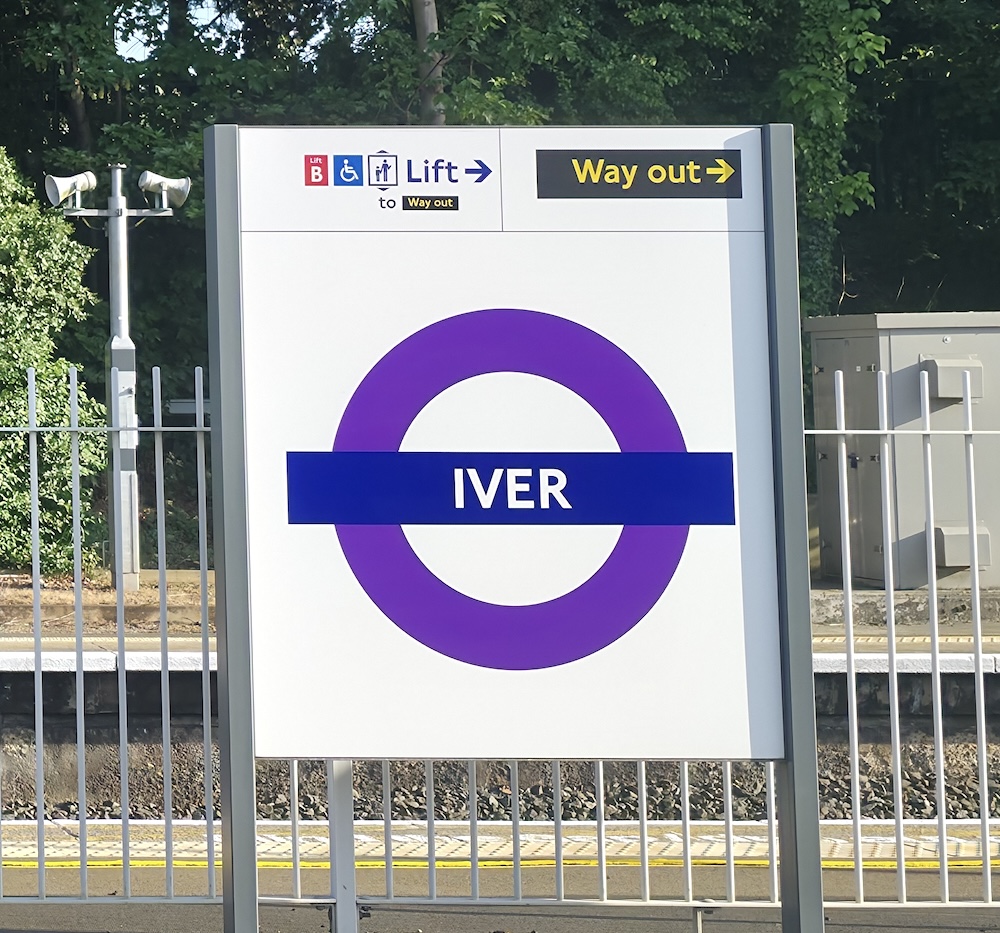 Lift
B
Lift →
to Way out
Way out →
IVER